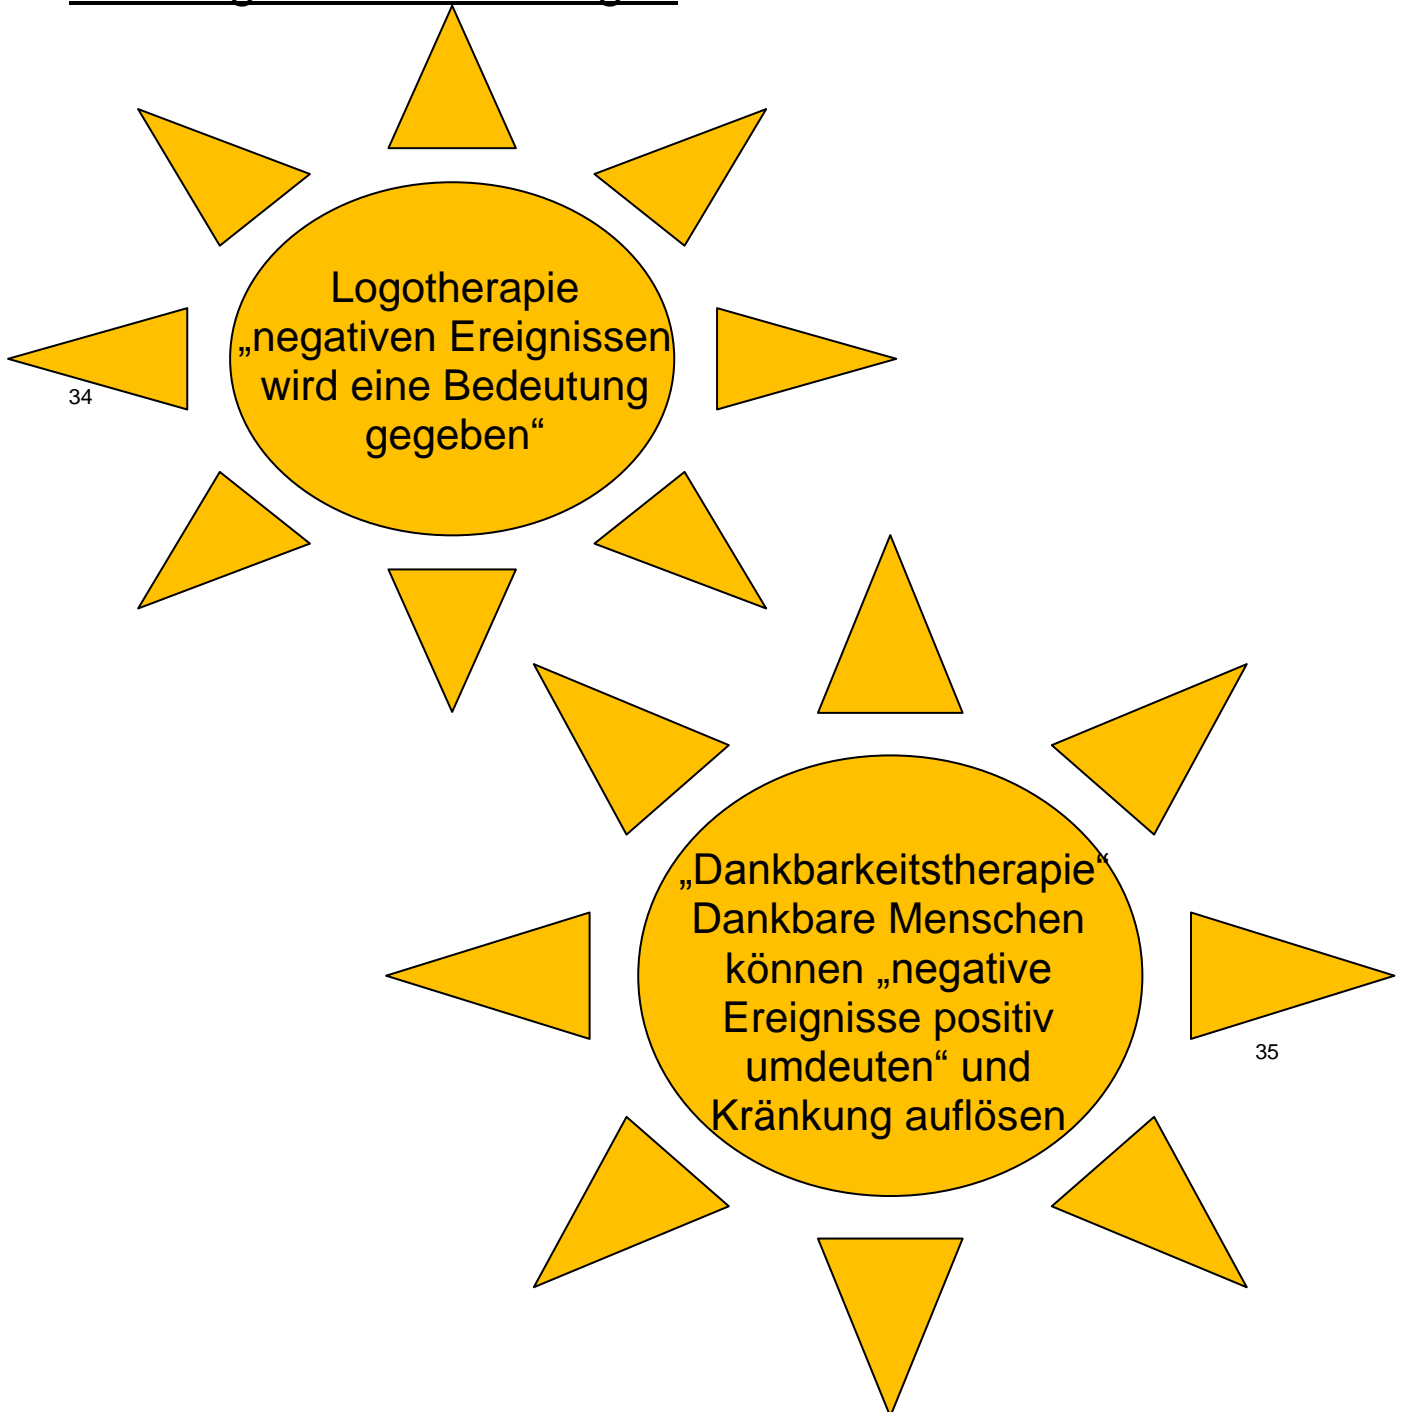 Logotherapie
„negativen Ereignissen
wird eine Bedeutung
gegeben“
34
„Dankbarkeitstherapie“
Dankbare Menschen
können „negative
Ereignisse positiv
umdeuten“ und
Kränkung auflösen
35